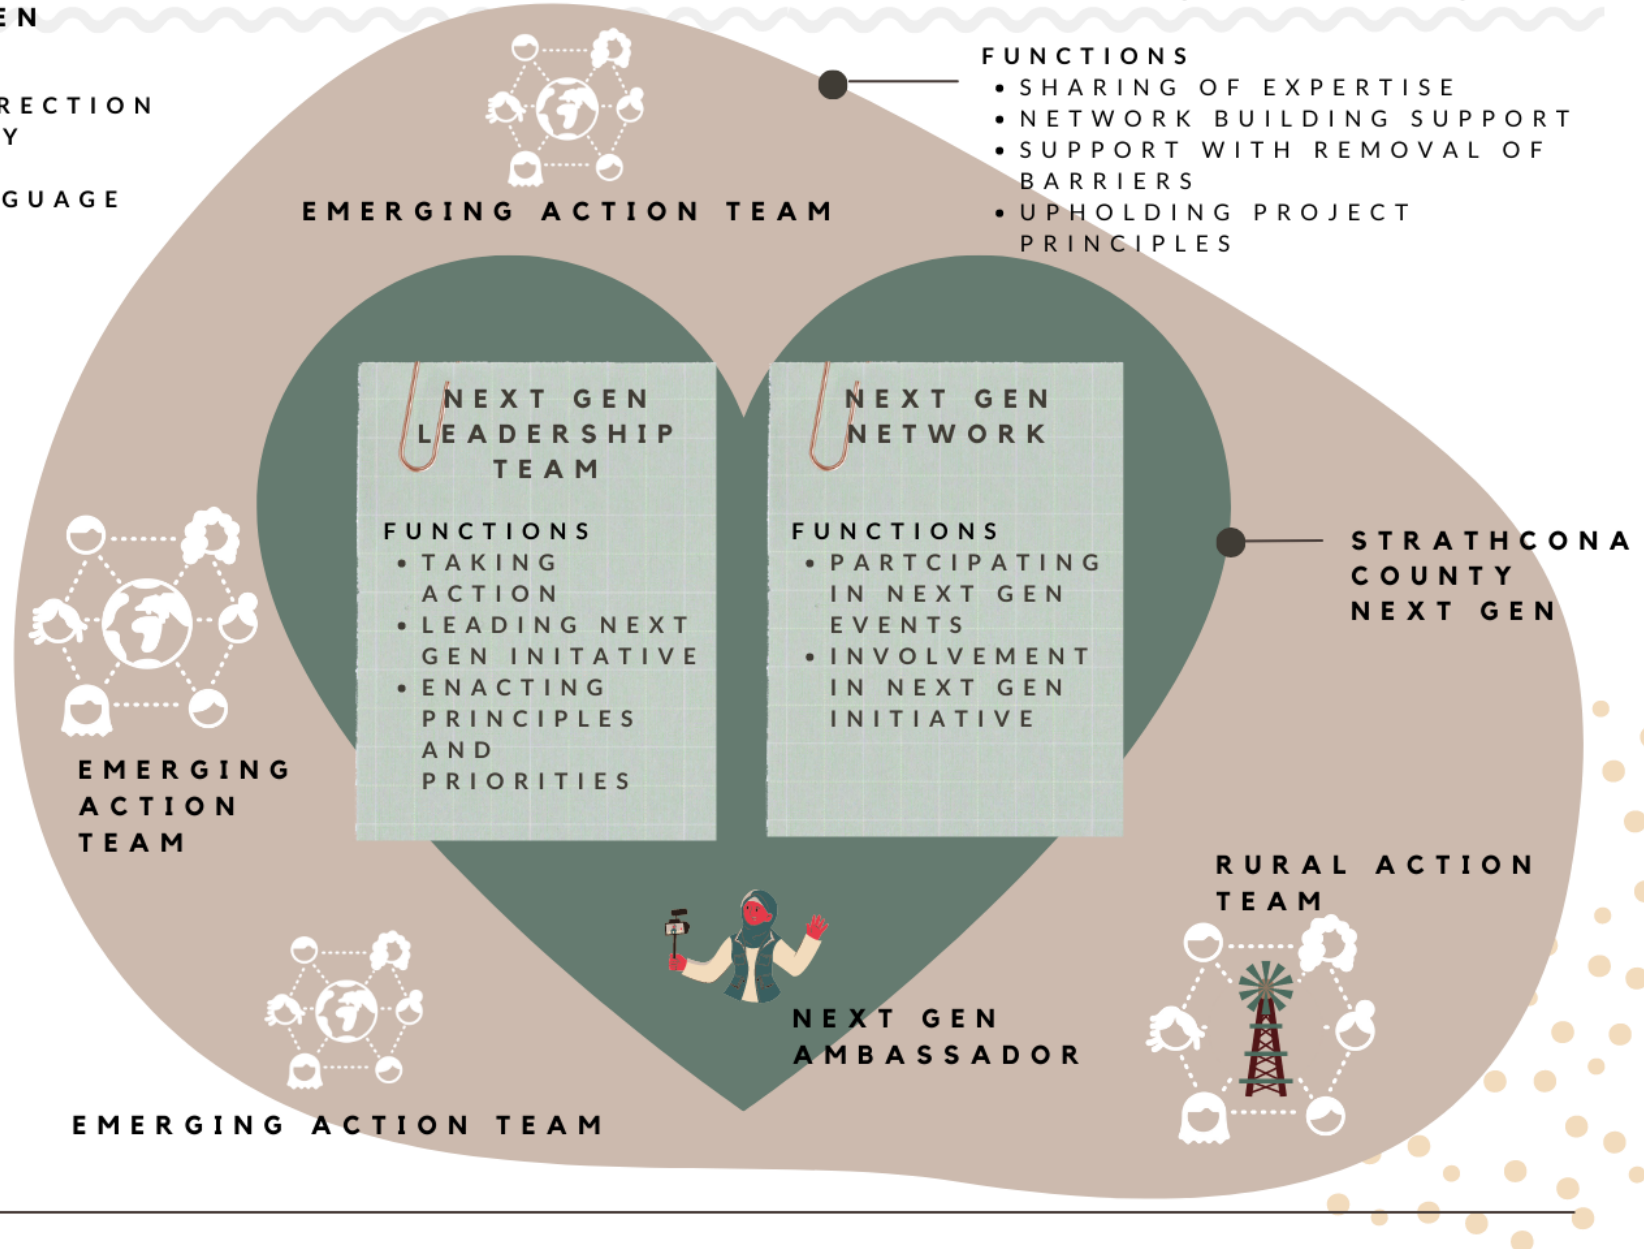 EN
RECTION
Y
GUAGE
FUNCTIONS
• SHARING OF EXPERTISE
• NETWORK BUILDING SUPPORT
• SUPPORT WITH REMOVAL OF
BARRIERS
• UPHOLDING PROJECT
PRINCIPLES
EMERGING ACTION TEAM
NEXT GEN
LEADERSHIP
TEAM
FUNCTIONS
• TAKING
ACTION
• LEADING NEXT
GEN INITATIVE
• ENACTING
PRINCIPLES
AND
PRIORITIES
NEXT GEN
NETWORK
FUNCTIONS
• PARTCIPATING
IN NEXT GEN
EVENTS
• INVOLVEMENT
IN NEXT GEN
INITIATIVE
STRATHCONA
COUNTY
NEXT GEN
EMERGING
ACTION
TEAM
RURAL ACTION
TEAM
NEXT GEN
AMBASSADOR
EMERGING ACTION TEAM